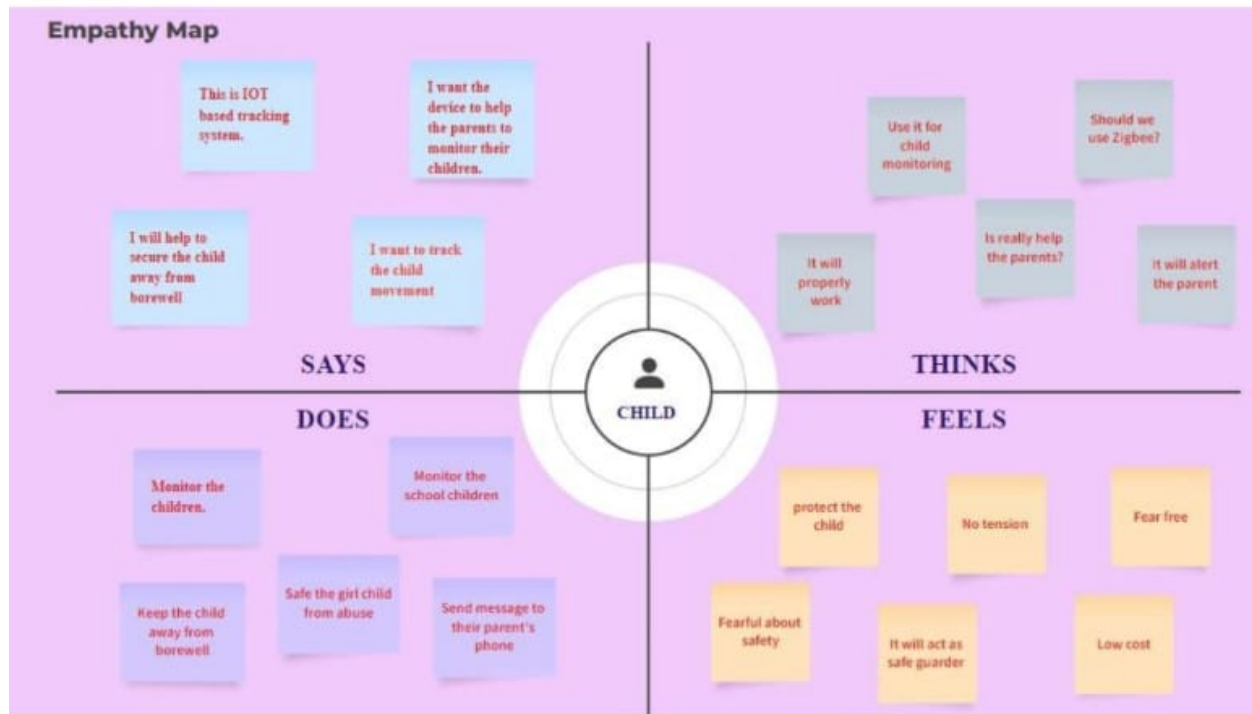 Empathy Map
This is IOT
based tracking
system.
I want the
device to help
the parents to
monitor their
children.
I will help to
secure the child
away from
borewell
I want to track
the child
movement
SAYS
Use it for
child
monitoring
Should we
use Zigbee?
It will
properly
work
Is really help
the parents?
It will alert
the parent
THINKS
CHILD
DOES
Monitor the
children.
Monitor the
school children
Keep the child
away from
borewell
Safe the girl child
from abuse
Send message to
their parent's
phone
FEELS
protect the
child
No tension
Fear free
Fearful about
safety
It will act as
safe guarder
Low cost